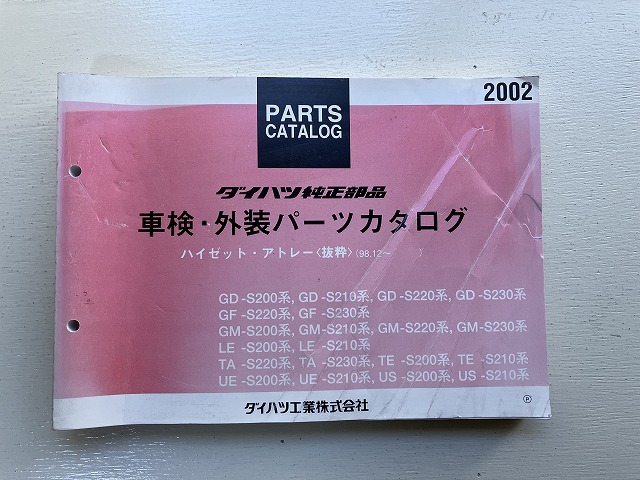 2002
PARTS
CATALOG
ダイハツ純正部品
車検・外装パーツカタログ
ハイゼット・アトレー〈抜粋〉('98.12～　　　)
GD-S200系, GD-S210系, GD-S220系, GD-S230系
GF-S220系, GF-S230系
GM-S200系, GM-S210系, GM-S220系, GM-S230系
LE-S200系, LE-S210系
TA-S220系, TA-S230系, TE-S200系, TE-S210系
UE-S200系, UE-S210系, US-S200系, US-S210系
ダイハツ工業株式会社
Ⓟ